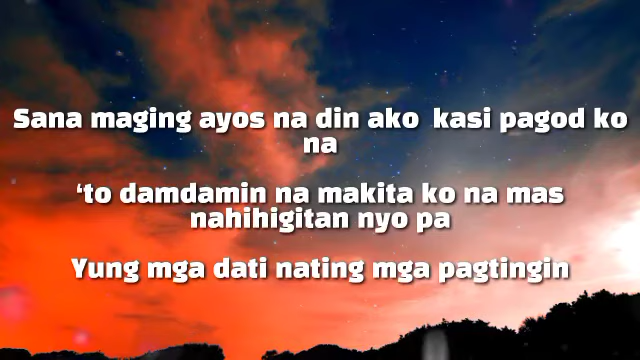 Sana maging ayos na din ako  kasi pagod ko
na
‘to damdamin na makita ko na mas
nahihigitan nyo pa
Yung mga dati nating mga pagtingin